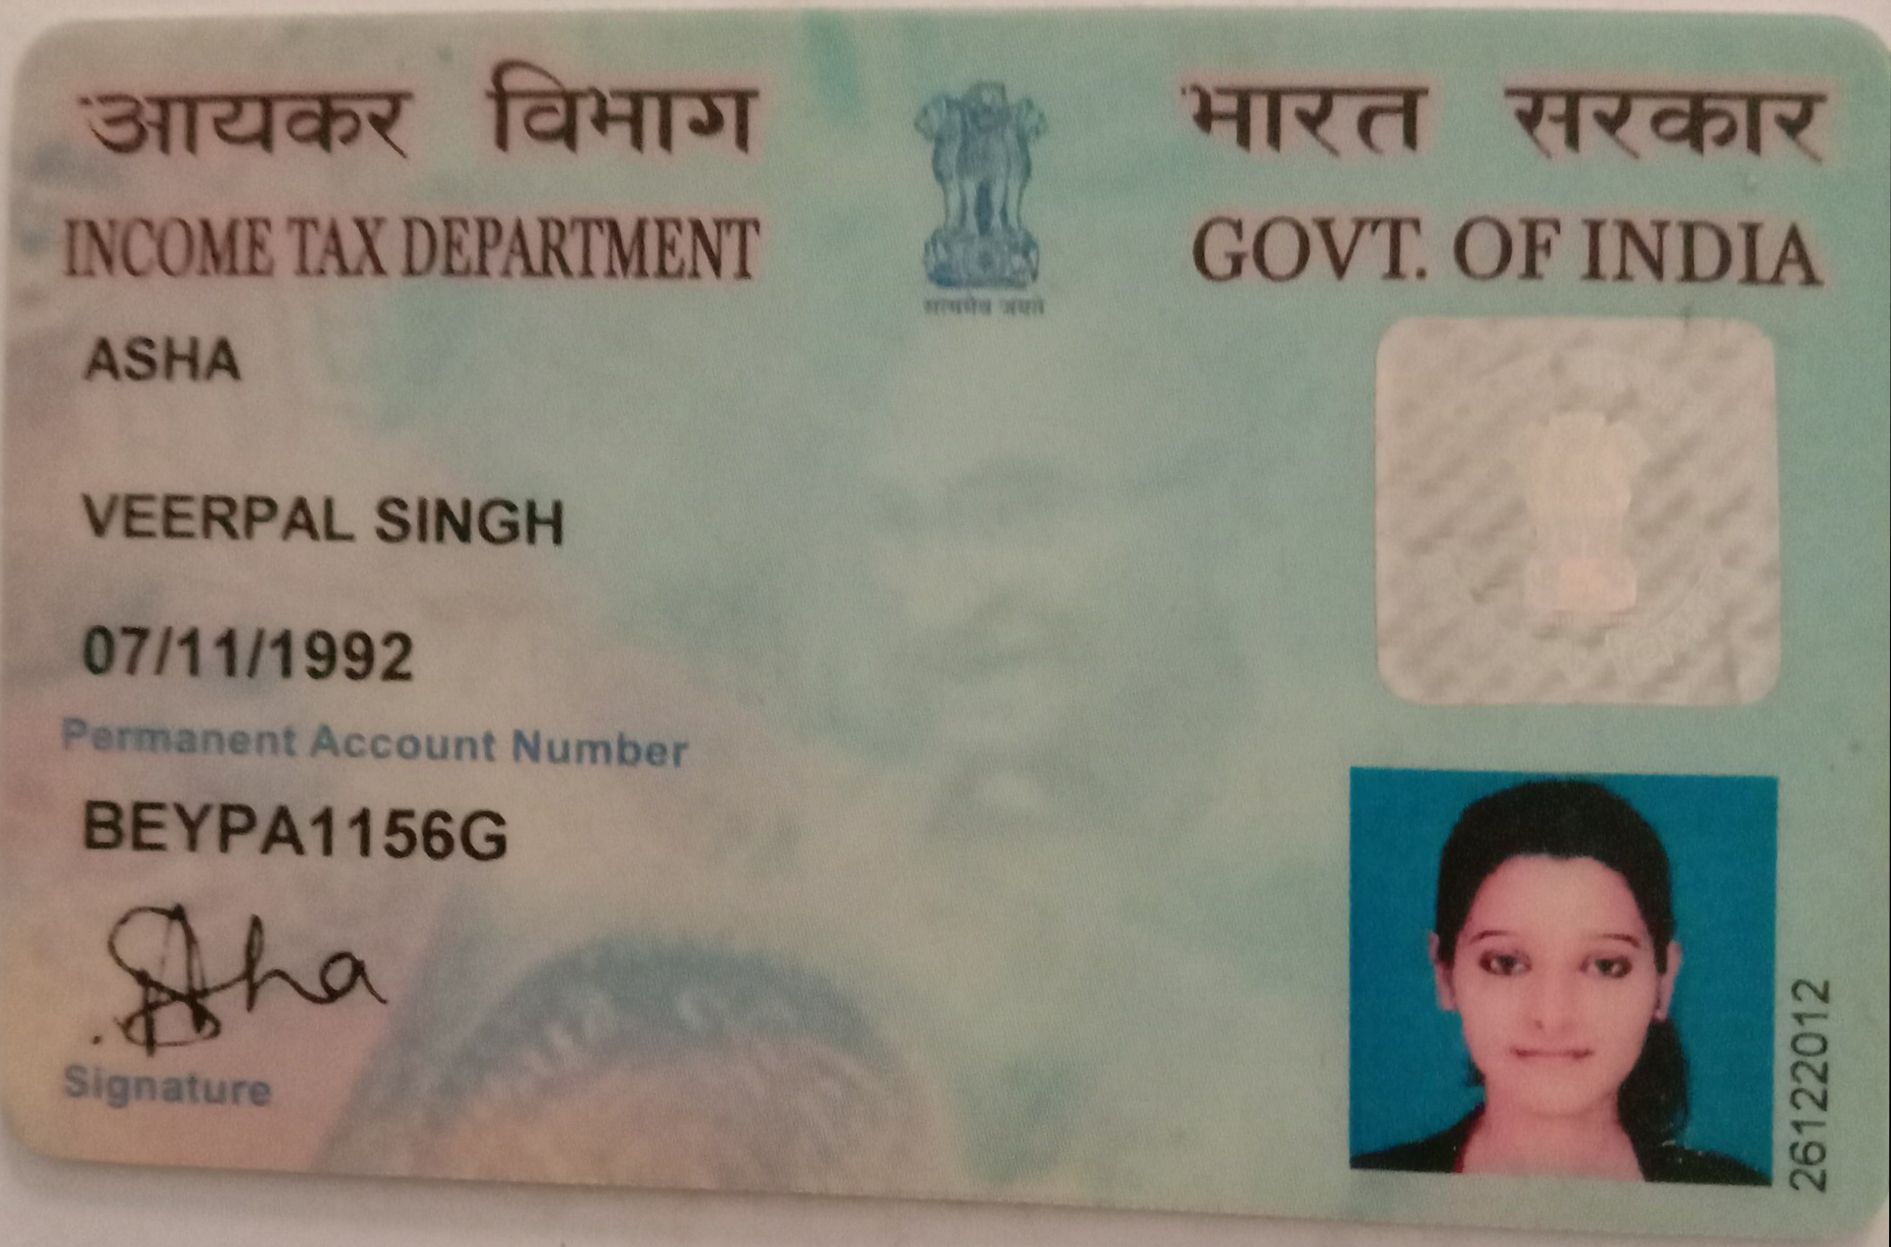 आयकर विभाग
INCOME TAX DEPARTMENT
सत्यमेव जयते
भारत सरकार
GOVT. OF INDIA
ASHA
VEERPAL SINGH
07/11/1992
Permanent Account Number
BEYPA1156G
Asha
Signature
26122012